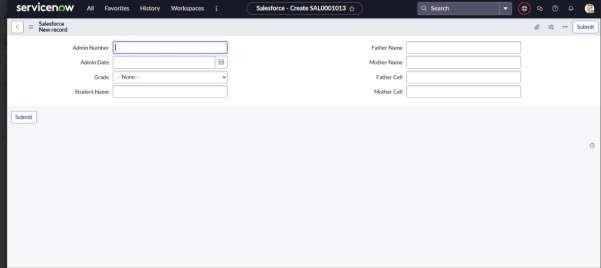 servicenow All Favorites History Workspaces Salesforce - Create SAL0001013 Search
Salesforce
New record
Submit
Admin Number
Father Name
Admin Date
Mother Name
Grade -- None --
Father Cell
Student Name
Mother Cell
Submit